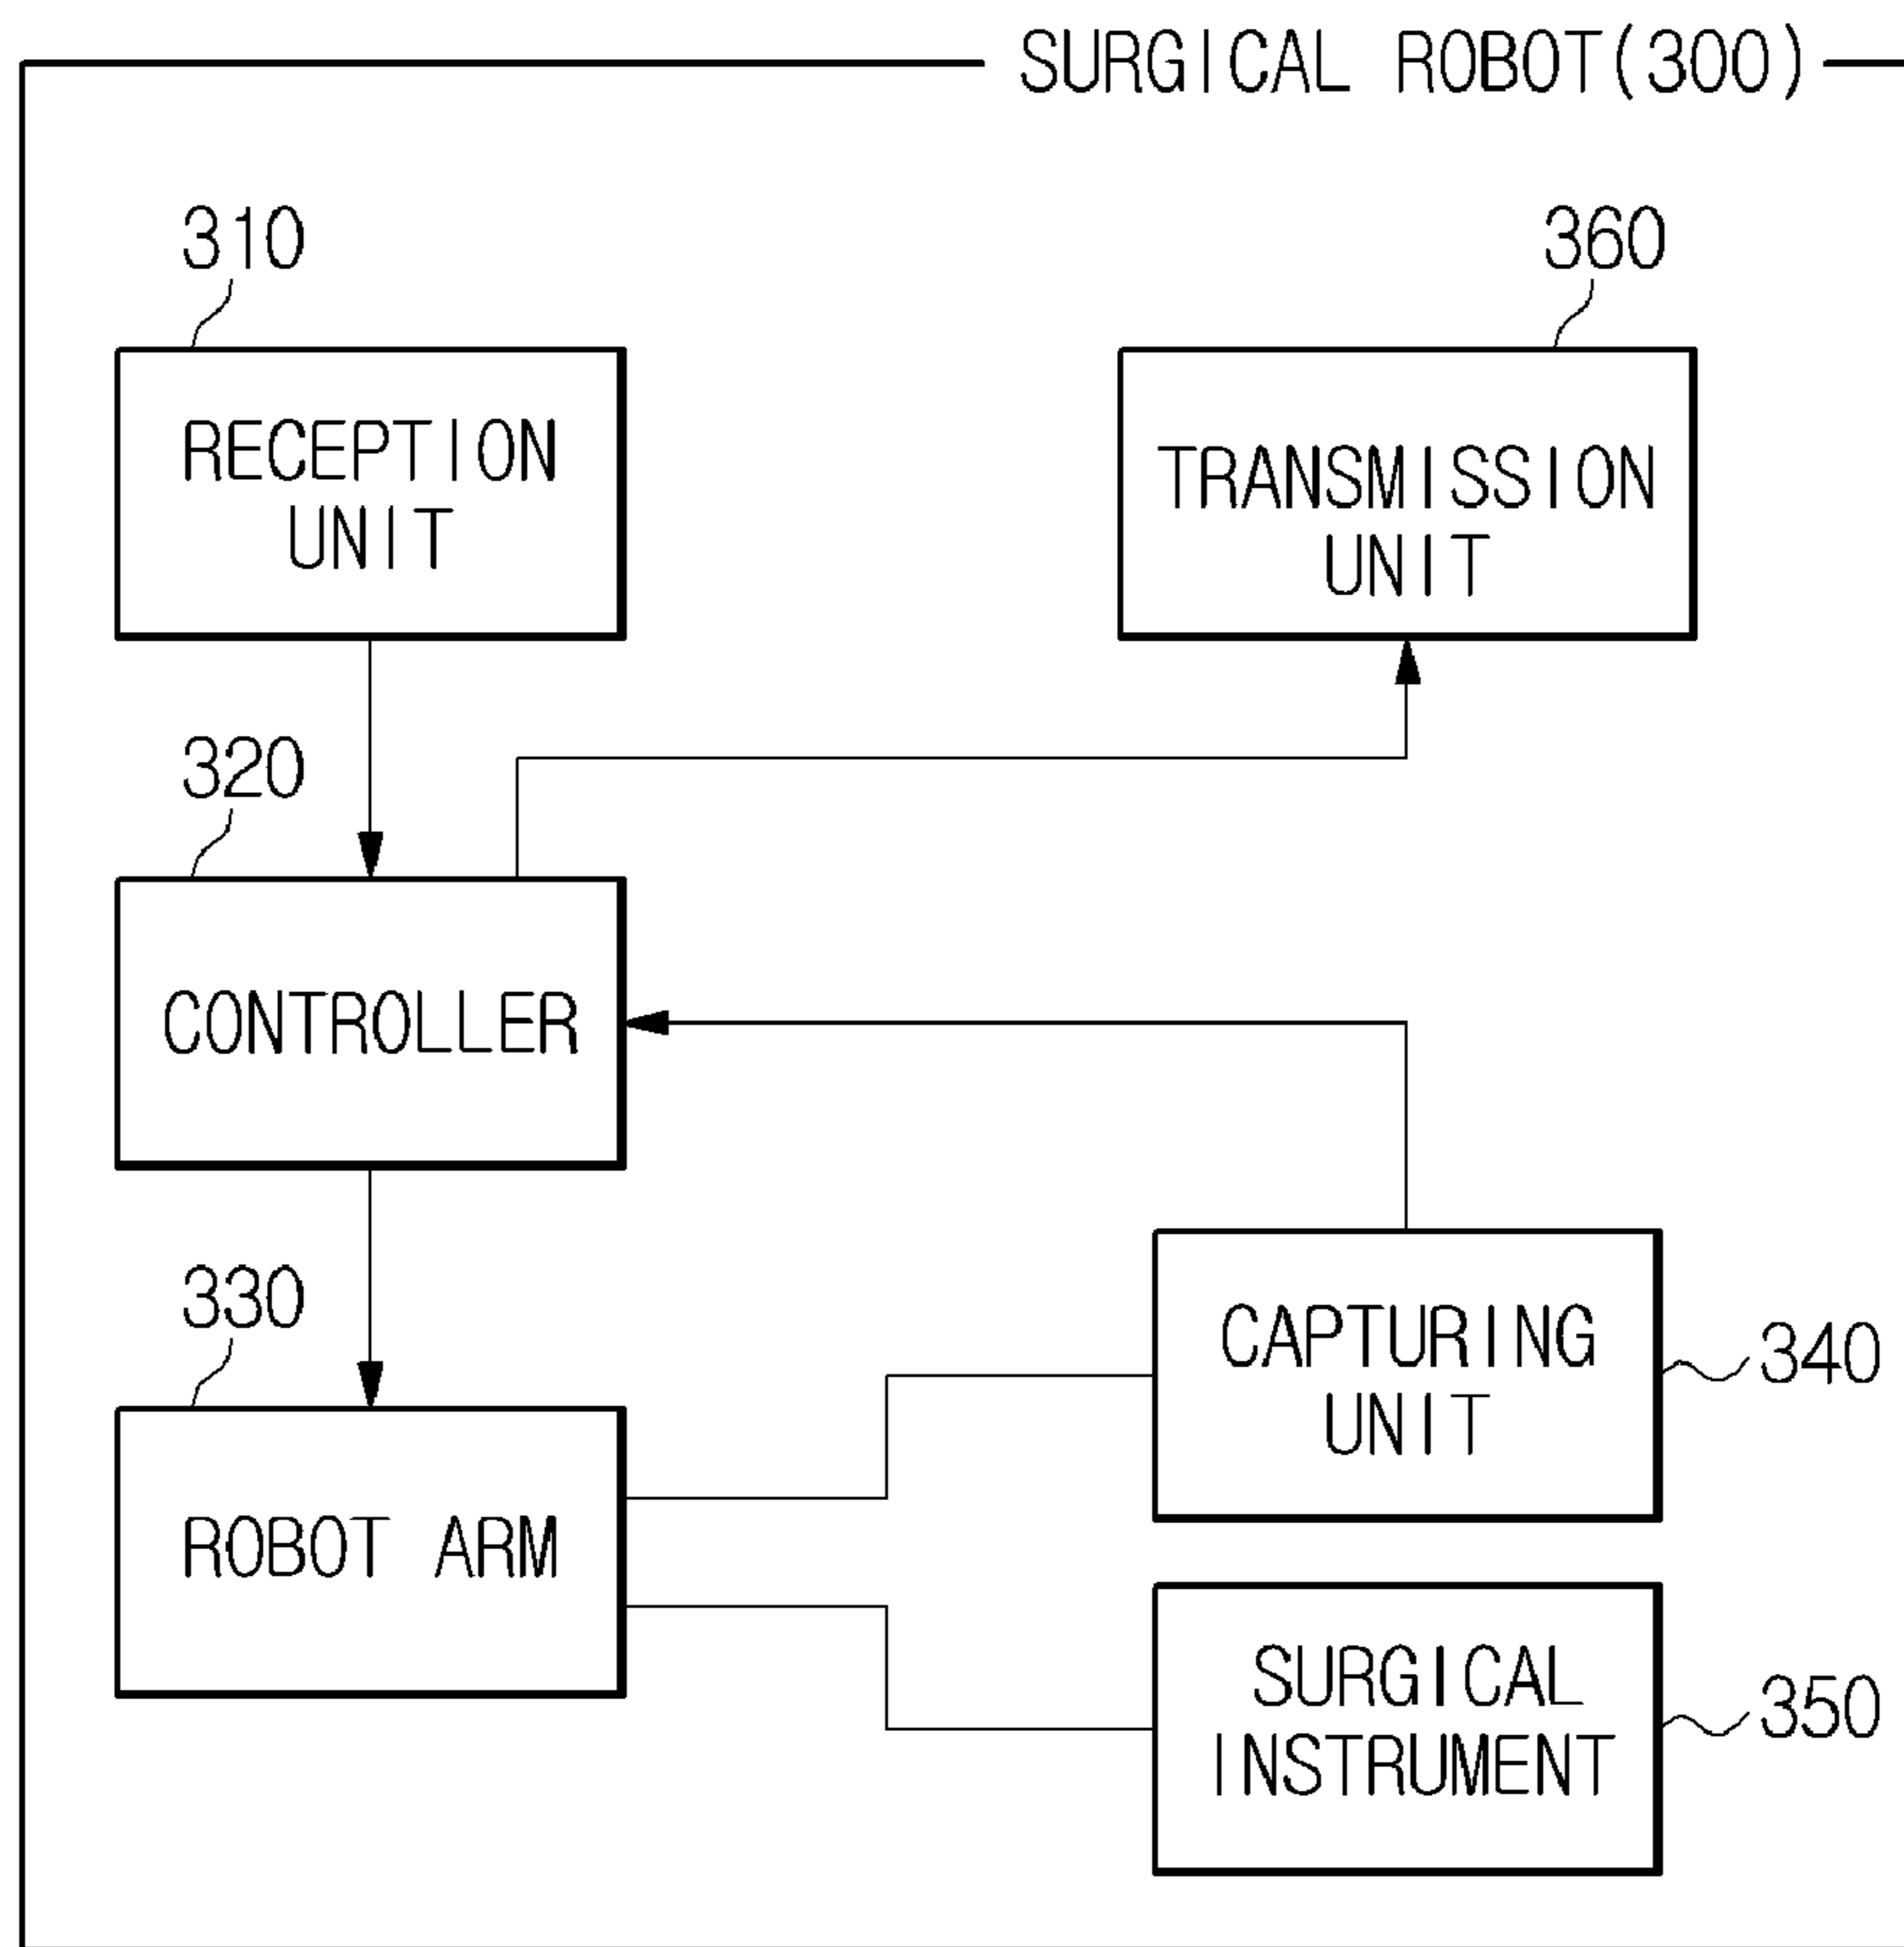 SURGICAL ROBOT(300)
310
360
RECEPTION
UNIT
TRANSMISSION
UNIT
320
CONTROLLER
330
CAPTURING
UNIT
340
ROBOT ARM
SURGICAL
INSTRUMENT
350